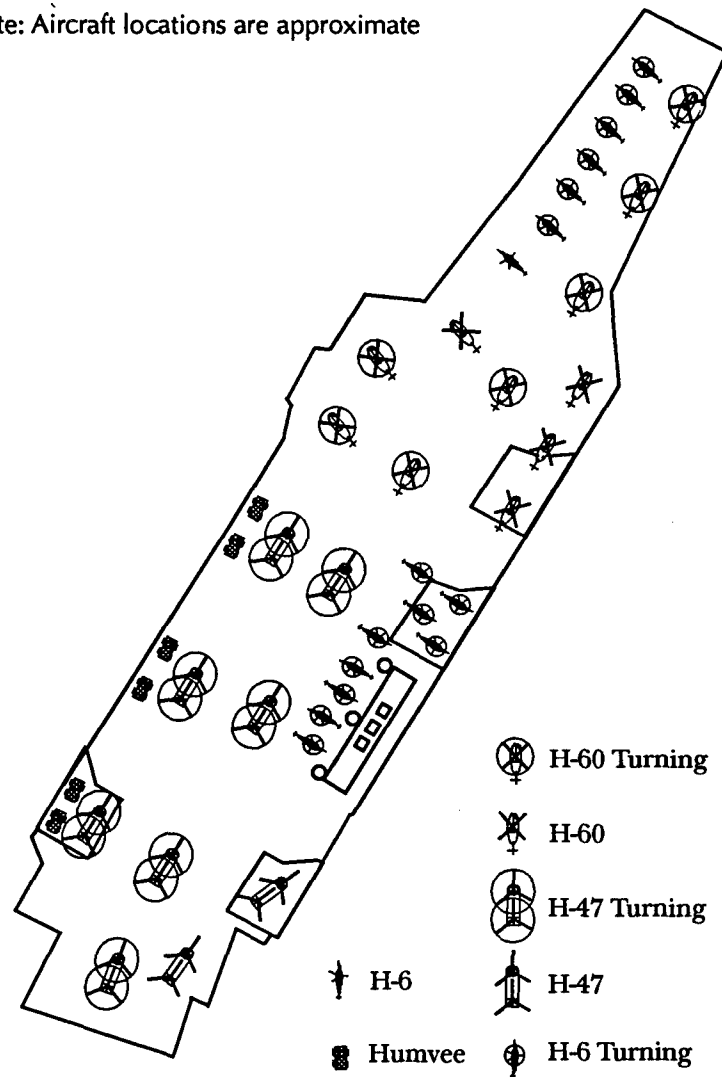 te: Aircraft locations are approximate
H-60 Turning
H-60
H-47 Turning
H-6
H-47
Humvee
H-6 Turning